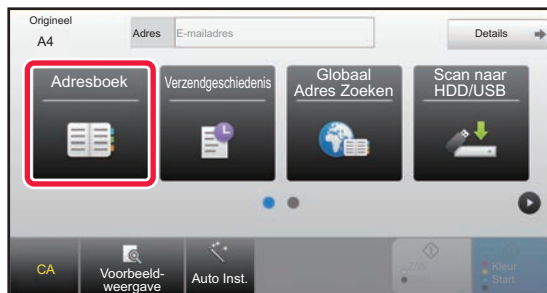 Origineel
A4
Adres
E-mailadres
Details
Adresboek
Verzendgeschiedenis
Globaal
Adres Zoeken
Scan naar
HDD/USB
CA
Voorbeeld-
weergave
Auto Inst.
Kleur
Start